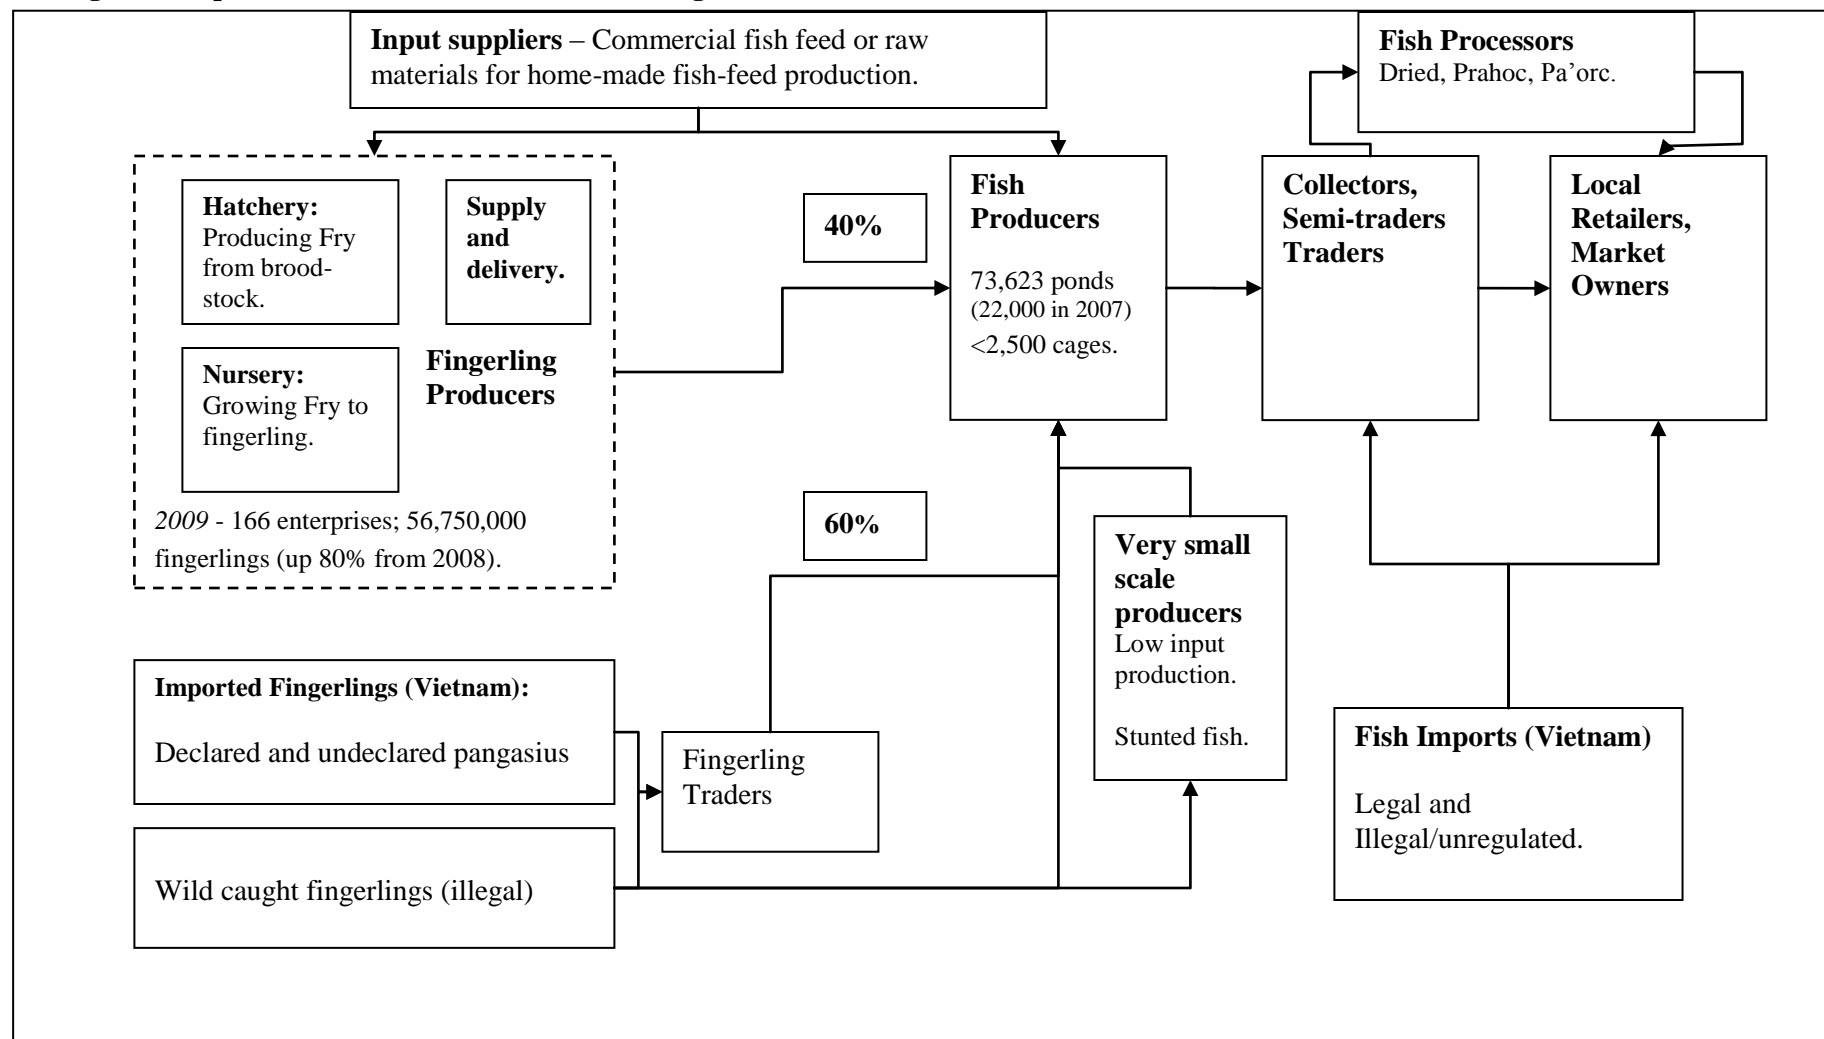 Input suppliers – Commercial fish feed or raw
materials for home-made fish-feed production.
Fish Processors
Dried, Prahoc, Pa’orc.
Hatchery:
Producing Fry
from brood-
stock.
Supply
and
delivery.
Nursery:
Growing Fry to
fingerling.
Fingerling
Producers
2009 - 166 enterprises; 56,750,000
fingerlings (up 80% from 2008).
40%
Fish
Producers
73,623 ponds
(22,000 in 2007)
<2,500 cages.
Collectors,
Semi-traders
Traders
Local
Retailers,
Market
Owners
60%
Very small
scale
producers
Low input
production.
Stunted fish.
Imported Fingerlings (Vietnam):
Declared and undeclared pangasius
Fingerling
Traders
Wild caught fingerlings (illegal)
Fish Imports (Vietnam)
Legal and
Illegal/unregulated.